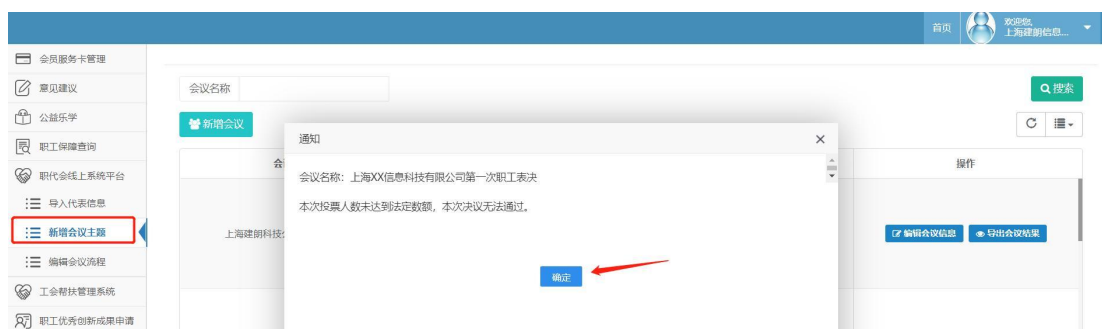 首页
欢迎您,
上海建朗信息...
会员服务卡管理
意见建议
公益乐学
职工保障查询
职代会线上系统平台
导入代表信息
新增会议主题
编辑会议流程
工会帮扶管理系统
职工优秀创新成果申请
会议名称
搜索
新增会议
会
操作
上海建朗科技
编辑会议信息
导出会议结果
通知
会议名称：上海XX信息科技有限公司第一次职工表决
本次投票人数未达到法定数额，本次决议无法通过。
确定